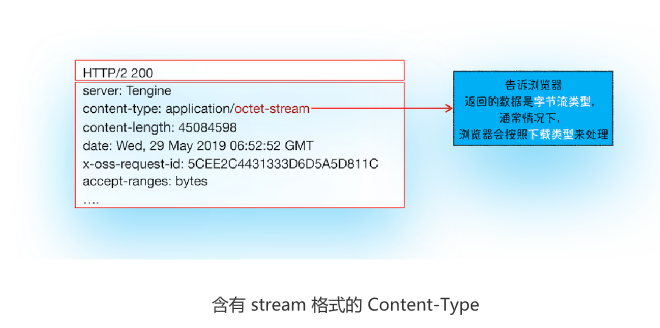 HTTP/2 200
server: Tengine
content-type: application/octet-stream
content-length: 45084598
date: Wed, 29 May 2019 06:52:52 GMT
x-oss-request-id: 5CEE2C4431333D6D5A5D811C
accept-ranges: bytes
....
告诉浏览器
返回的数据是字节流类型,
通常情况下,
浏览器会按照下载类型来处理
含有 stream 格式的 Content-Type